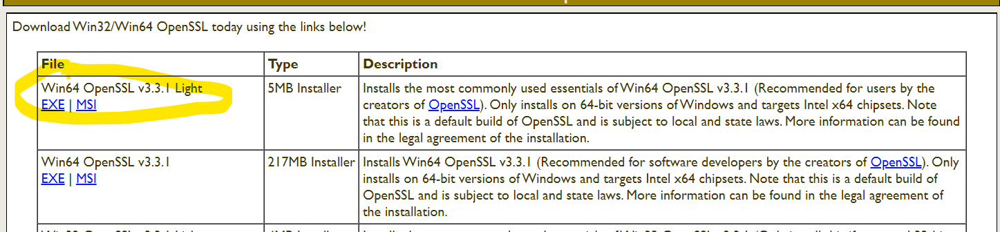 Download Win32/Win64 OpenSSL today using the links below!
File Type Description
Win64 OpenSSL v3.3.1 Light
EXE | MSI
5MB Installer
Installs the most commonly used essentials of Win64 OpenSSL v3.3.1 (Recommended for users by the
creators of OpenSSL). Only installs on 64-bit versions of Windows and targets Intel x64 chipsets. Note
that this is a default build of OpenSSL and is subject to local and state laws. More information can be found
in the legal agreement of the installation.
Win64 OpenSSL v3.3.1
EXE | MSI
217MB Installer
Installs Win64 OpenSSL v3.3.1 (Recommended for software developers by the creators of OpenSSL). Only
installs on 64-bit versions of Windows and targets Intel x64 chipsets. Note that this is a default build of
OpenSSL and is subject to local and state laws. More information can be found in the legal agreement of
the installation.